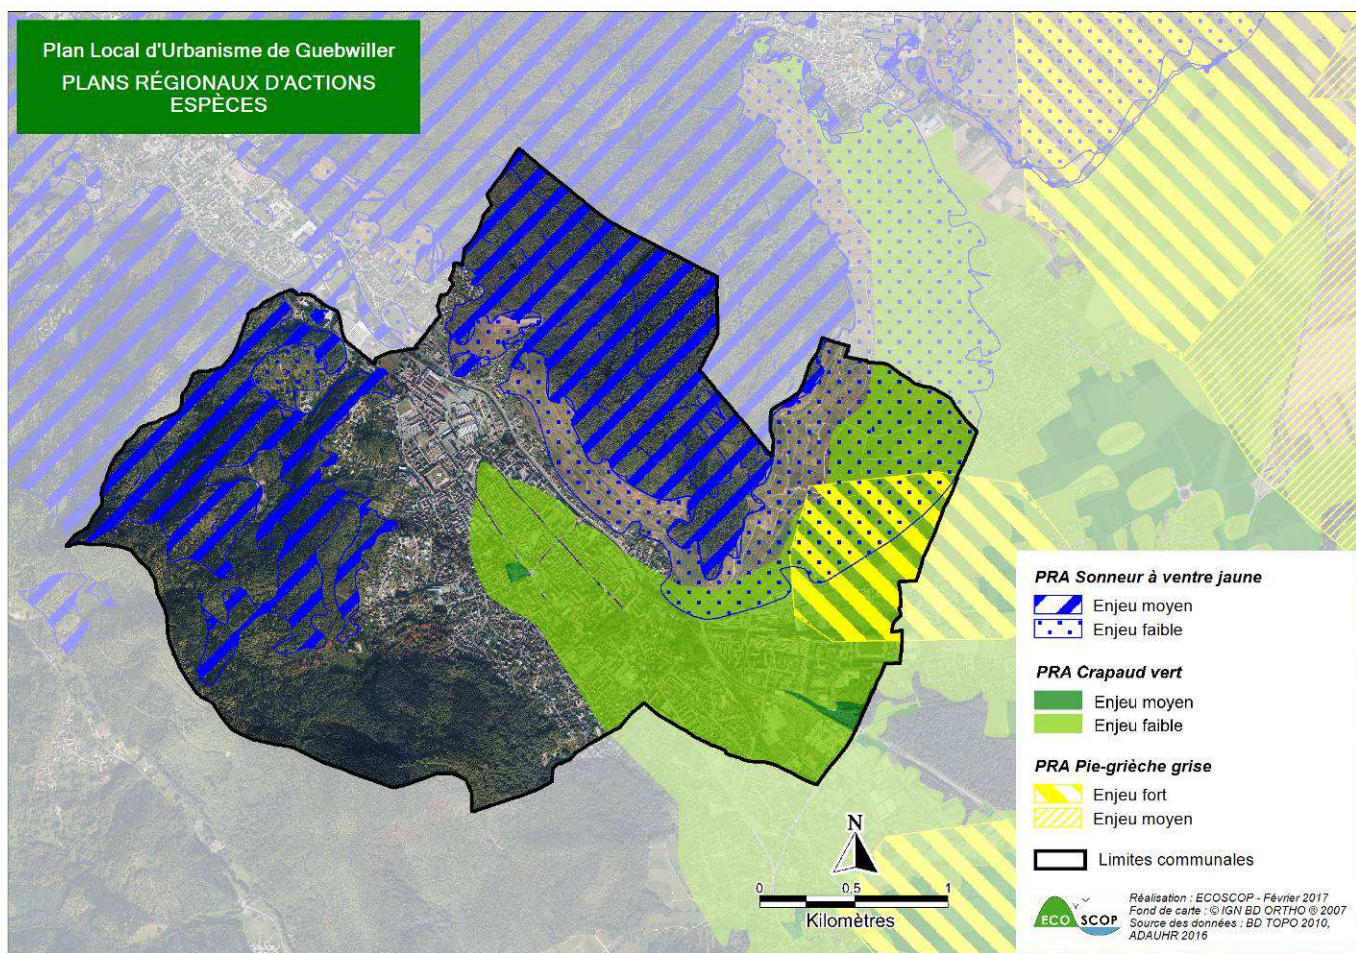 Plan Local d'Urbanisme de Guebwiller
PLANS RÉGIONAUX D'ACTIONS
ESPÈCES
PRA Sonneur à ventre jaune
Enjeu moyen
Enjeu faible
PRA Crapaud vert
Enjeu moyen
Enjeu faible
PRA Pie-grièche grise
Enjeu fort
Enjeu moyen
Limites communales
N
0 0.5 1
Kilomètres
ECO SCOP
Réalisation : ECOSCOP - Février 2017
Fond de carte : © IGN BD ORTHO ® 2007
Source des données : BD TOPO 2010,
ADAUHR 2016